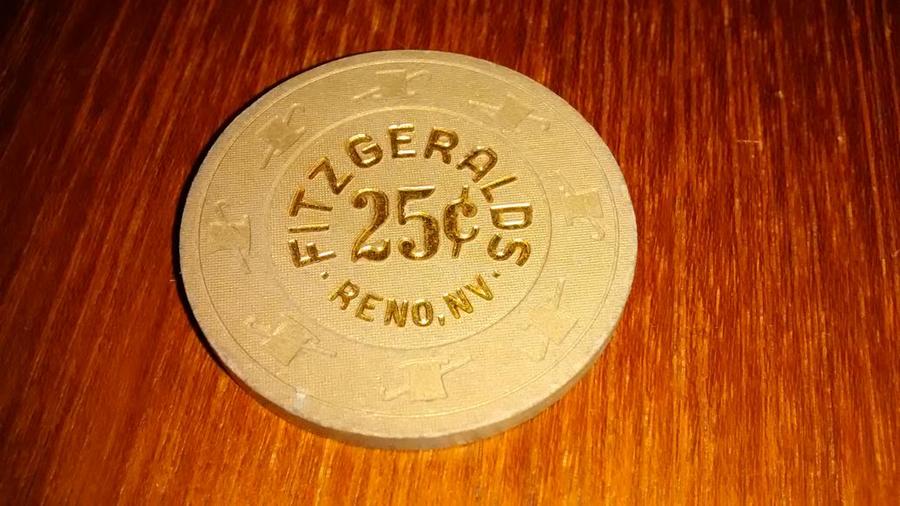 FITZGERALDS
25¢
· RENO, NV ·